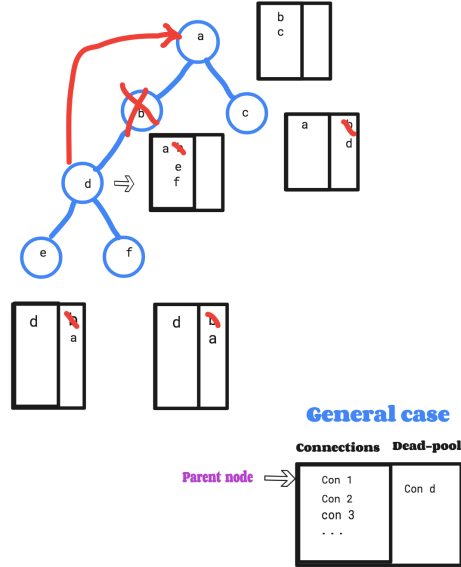 a
b
c
b
c
a b
d
a
e
f
d
e
f
d b
a
d b
a
General case
Connections Dead-pool
Parent node
Con 1
Con d
Con 2
con 3
...